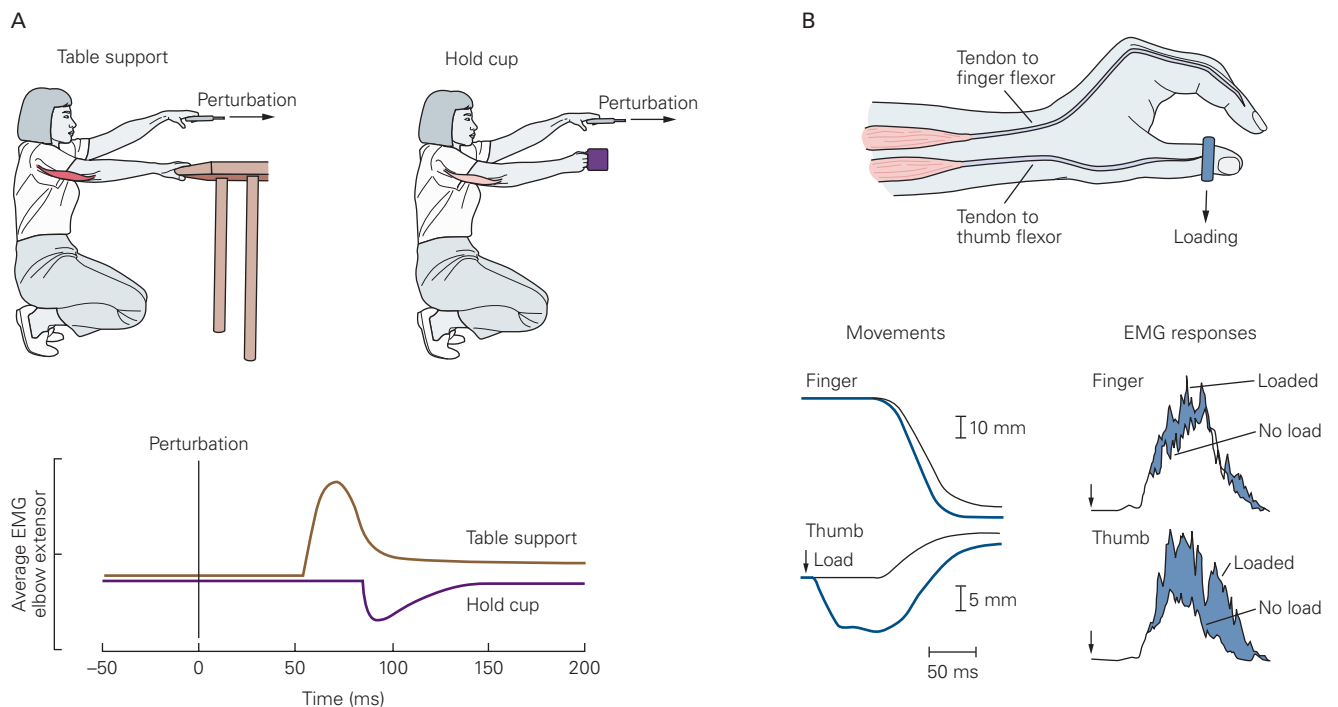 A
Table support
Perturbation
Hold cup
Perturbation
Perturbation
Average EMG
elbow extensor
Table support
Hold cup
–50
0
50
100
150
200
Time (ms)
B
Tendon to
finger flexor
Tendon to
thumb flexor
Loading
Movements
Finger
10 mm
Thumb
Load
5 mm
50 ms
EMG responses
Finger
Loaded
No load
Thumb
Loaded
No load